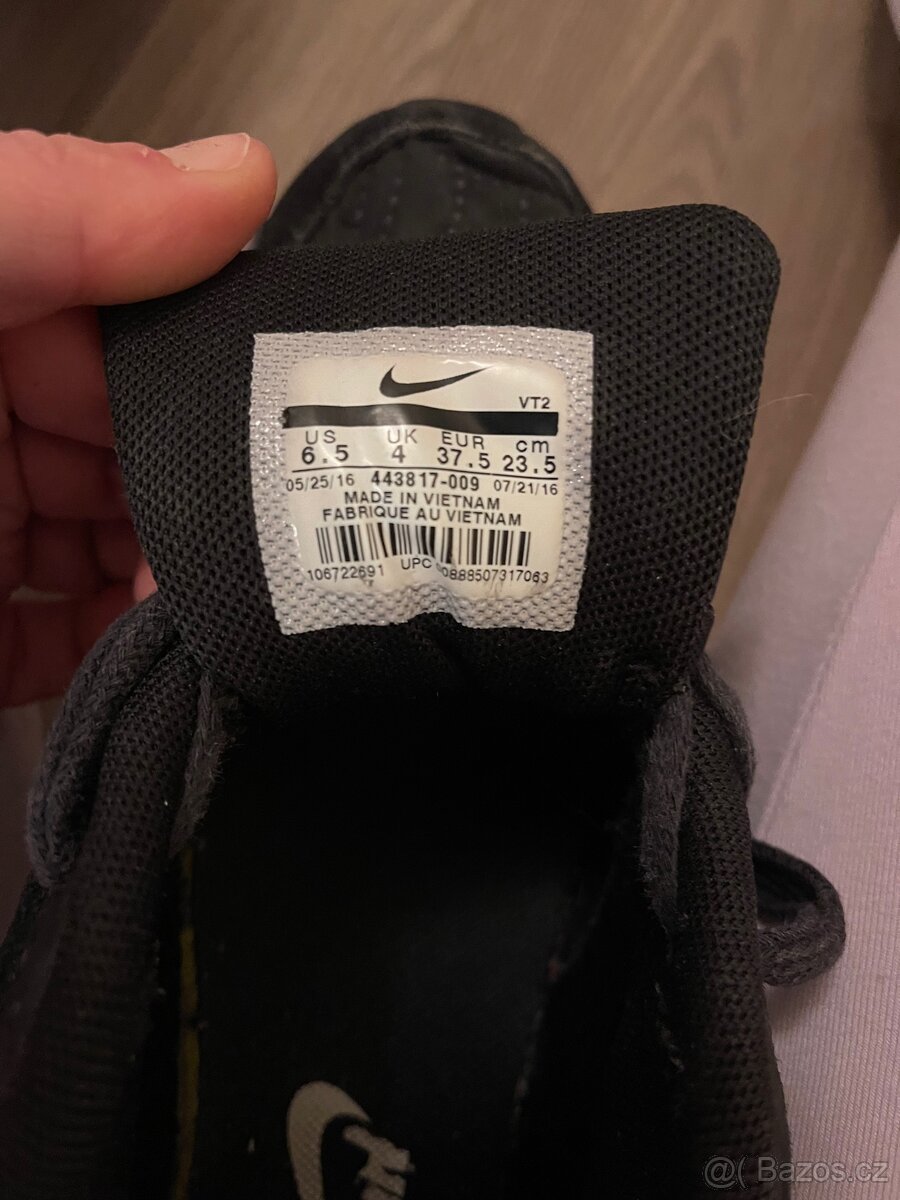 VT2
US UK EUR cm
6.5 4 37.5 23.5
05/25/16 443817-009 07/21/16
MADE IN VIETNAM
FABRIQUE AU VIETNAM
106722691 UPC 00888507317063
@( Bazos.cz